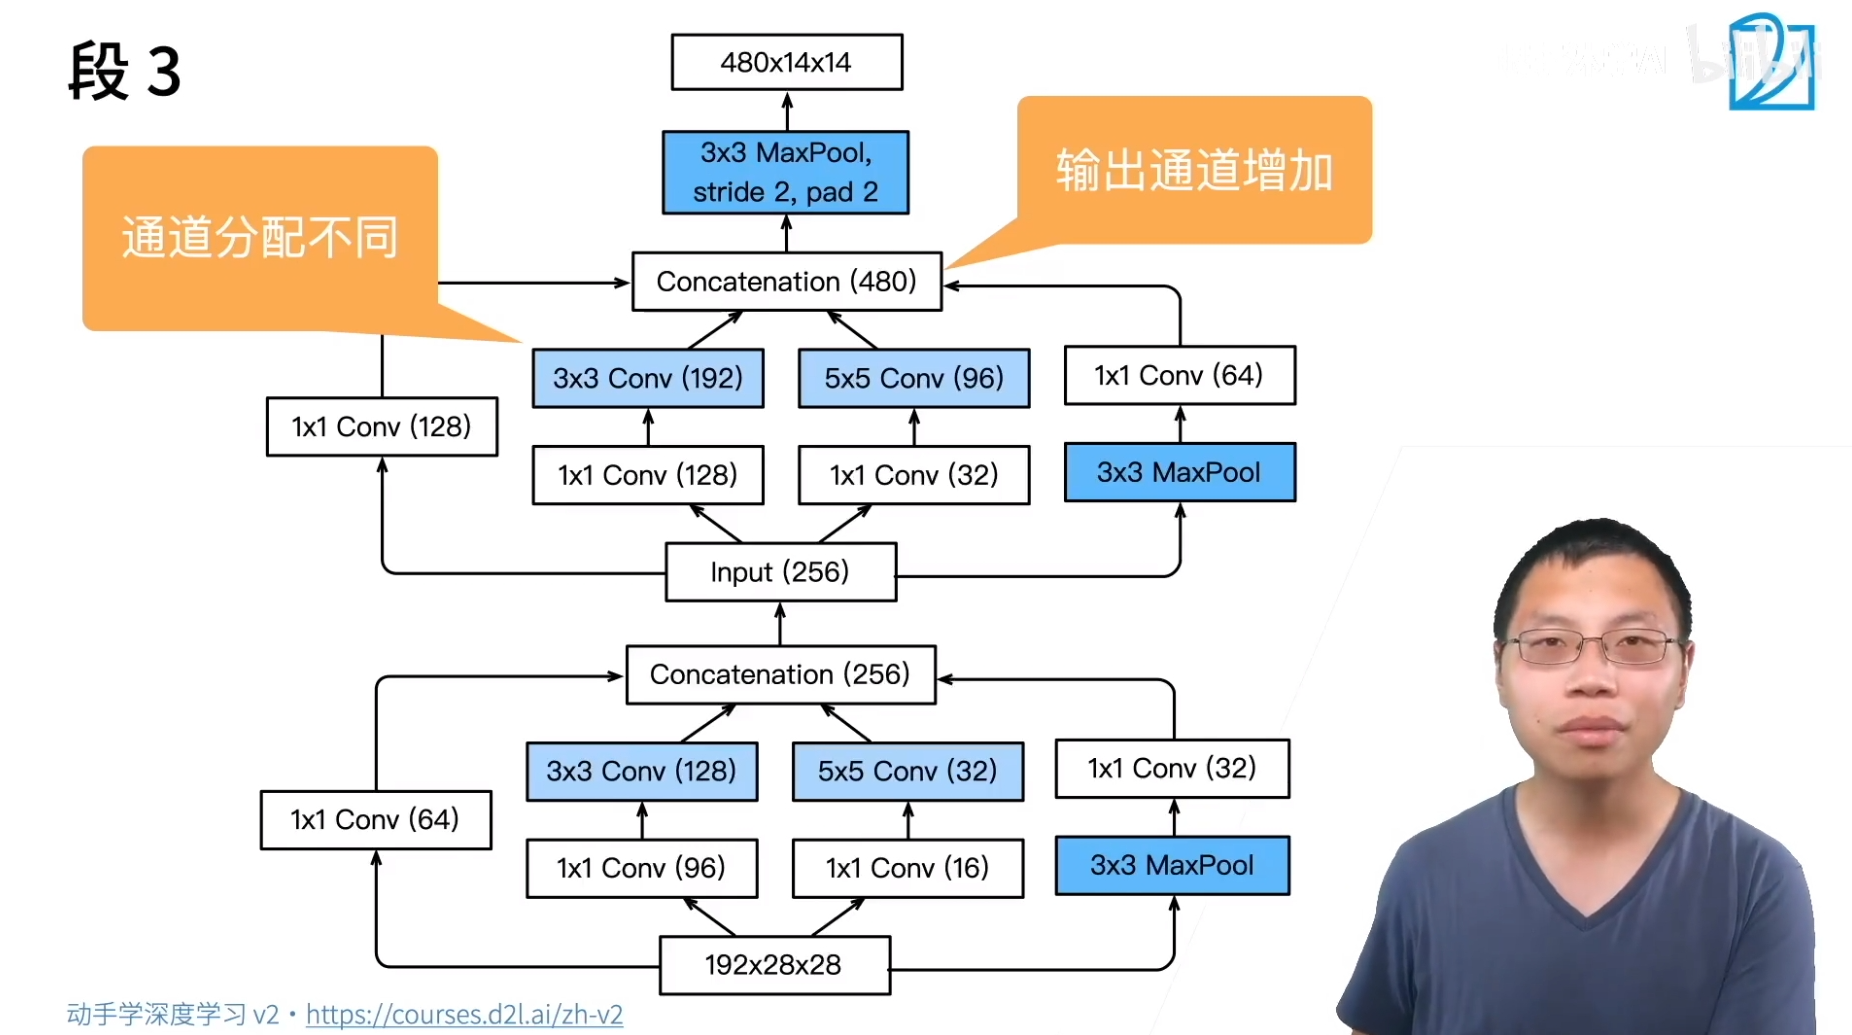 段 3
480x14x14
3x3 MaxPool,
stride 2, pad 2
输出通道增加
通道分配不同
Concatenation (480)
3x3 Conv (192)
5x5 Conv (96)
1x1 Conv (64)
1x1 Conv (128)
1x1 Conv (128)
1x1 Conv (32)
3x3 MaxPool
Input (256)
Concatenation (256)
3x3 Conv (128)
5x5 Conv (32)
1x1 Conv (32)
1x1 Conv (64)
1x1 Conv (96)
1x1 Conv (16)
3x3 MaxPool
192x28x28
动手学深度学习 v2 • https://courses.d2l.ai/zh-v2